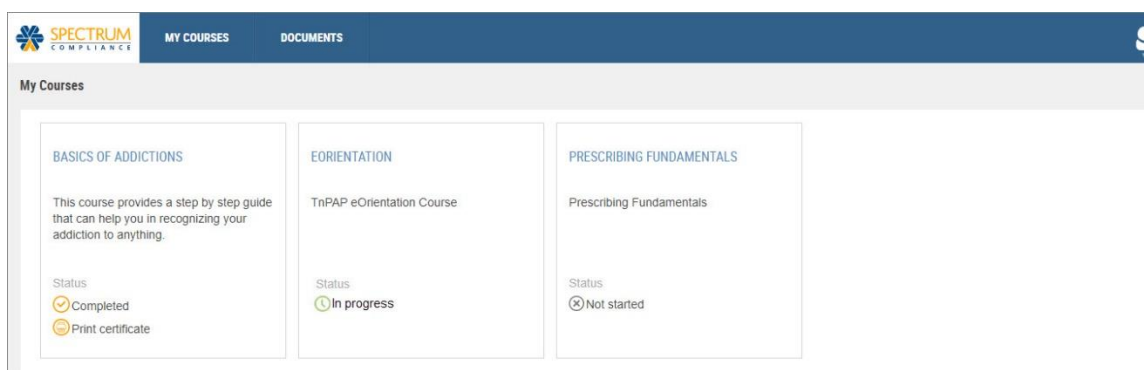 SPECTRUM
COMPLIANCE
MY COURSES
DOCUMENTS
My Courses
BASICS OF ADDICTIONS
This course provides a step by step guide
that can help you in recognizing your
addiction to anything.
Status
Completed
Print certificate
EORIENTATION
TnPAP eOrientation Course
Status
In progress
PRESCRIBING FUNDAMENTALS
Prescribing Fundamentals
Status
Not started